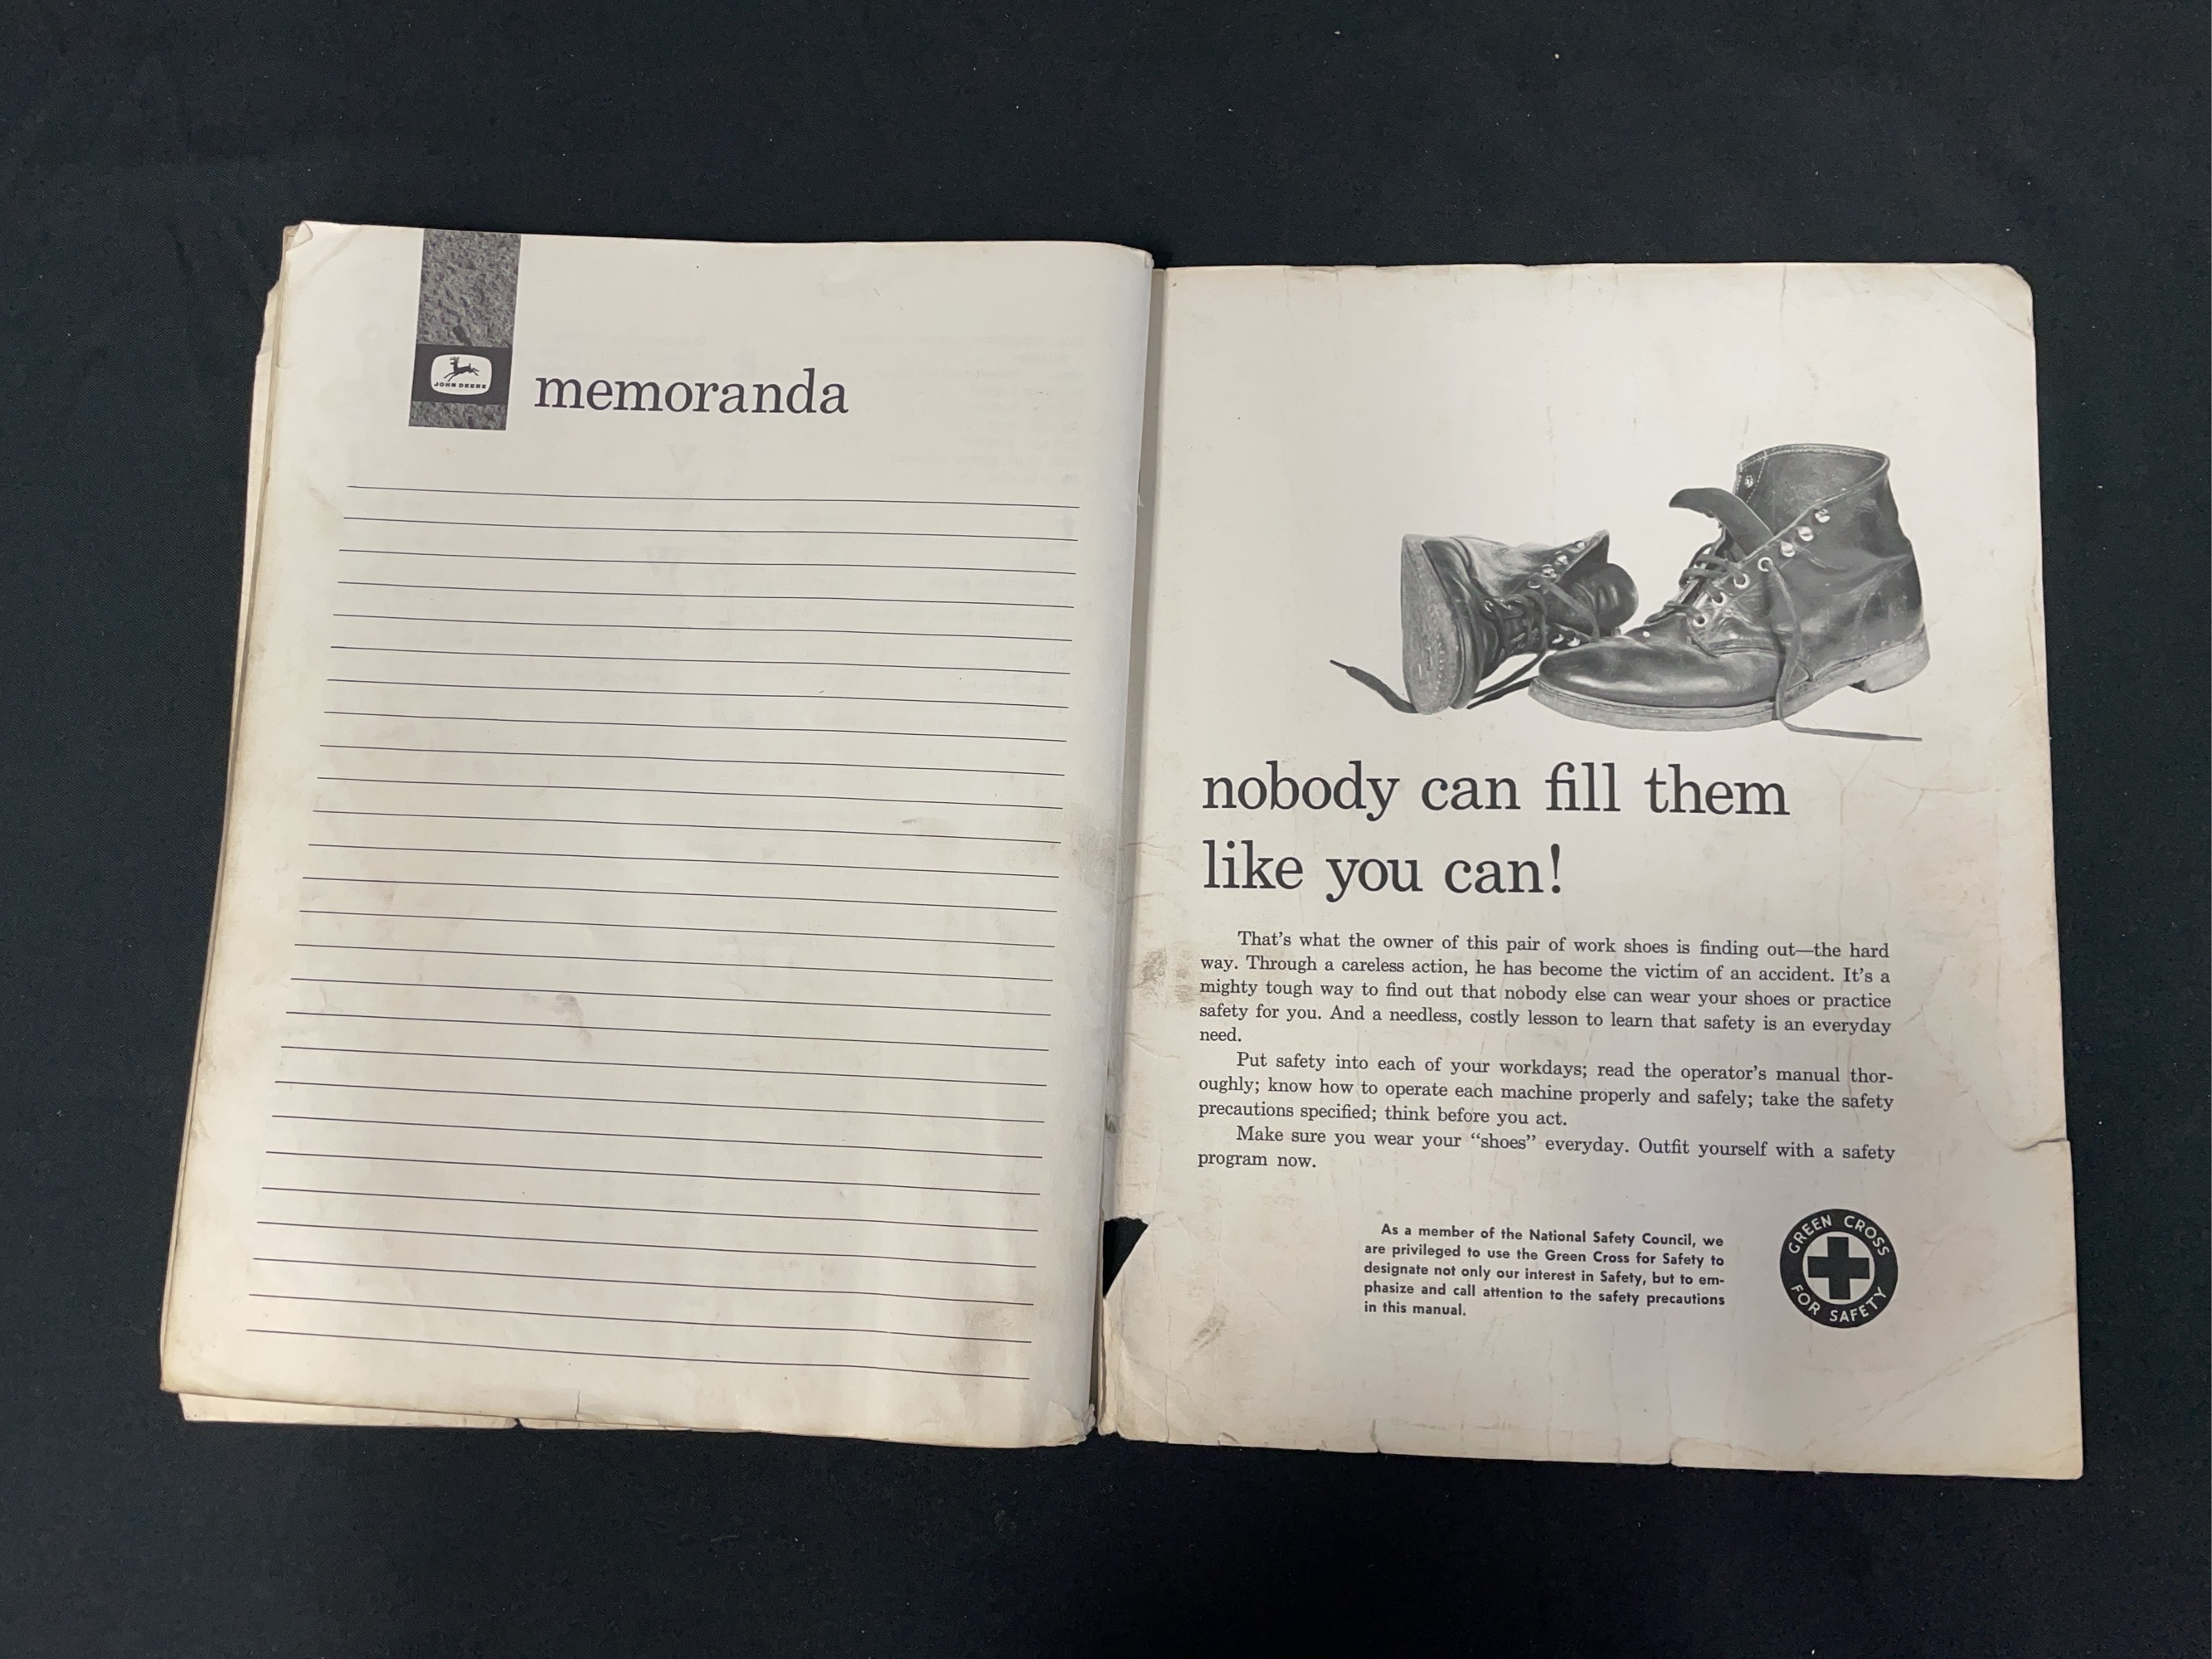 JOHN DEERE
memoranda
nobody can fill them
like you can!
That's what the owner of this pair of work shoes is finding out—the hard
way. Through a careless action, he has become the victim of an accident. It's a
mighty tough way to find out that nobody else can wear your shoes or practice
safety for you. And a needless, costly lesson to learn that safety is an everyday
need.
Put safety into each of your workdays; read the operator's manual thor-
oughly; know how to operate each machine properly and safely; take the safety
precautions specified; think before you act.
Make sure you wear your “shoes” everyday. Outfit yourself with a safety
program now.
As a member of the National Safety Council, we
are privileged to use the Green Cross for Safety to
designate not only our interest in Safety, but to em-
phasize and call attention to the safety precautions
in this manual.
GREEN CROSS
FOR SAFETY